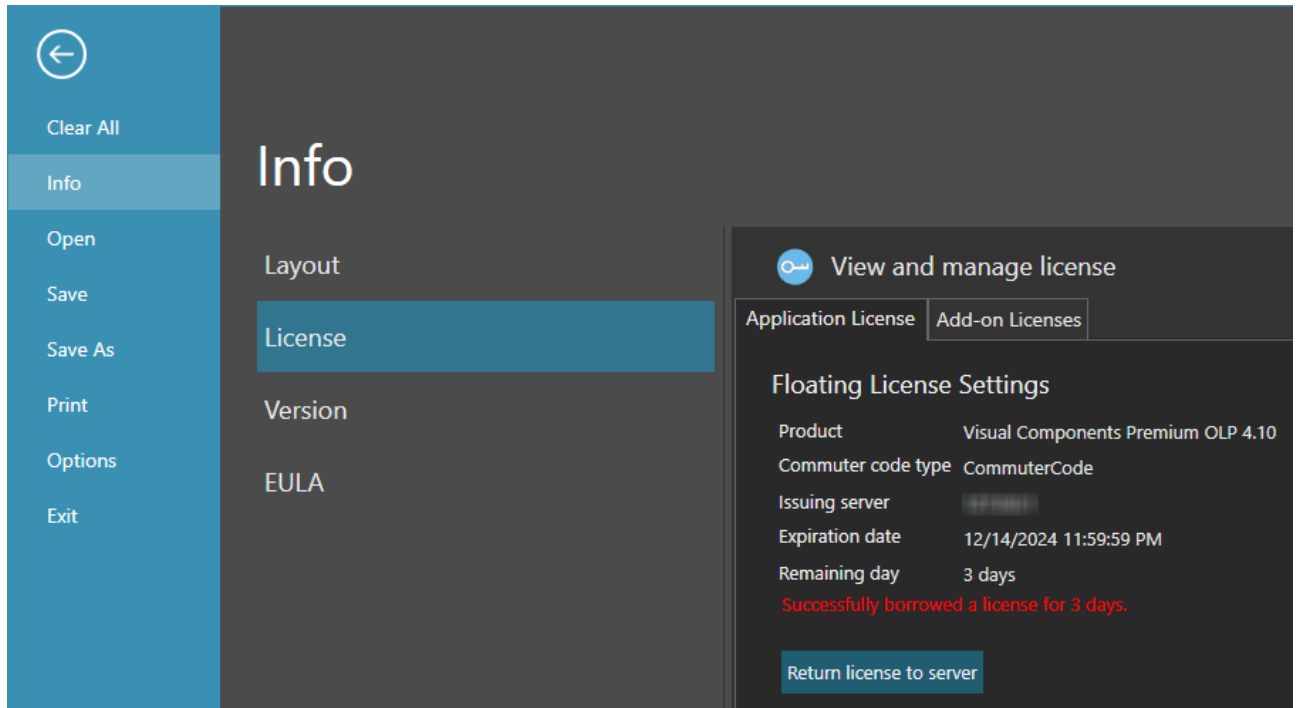 Clear All
Info
Open
Save
Save As
Print
Options
Exit
Info
Layout
License
Version
EULA
View and manage license
Application License
Add-on Licenses
Floating License Settings
Product Visual Components Premium OLP 4.10
Commuter code type CommuterCode
Issuing server
Expiration date 12/14/2024 11:59:59 PM
Remaining day 3 days
Successfully borrowed a license for 3 days.
Return license to server